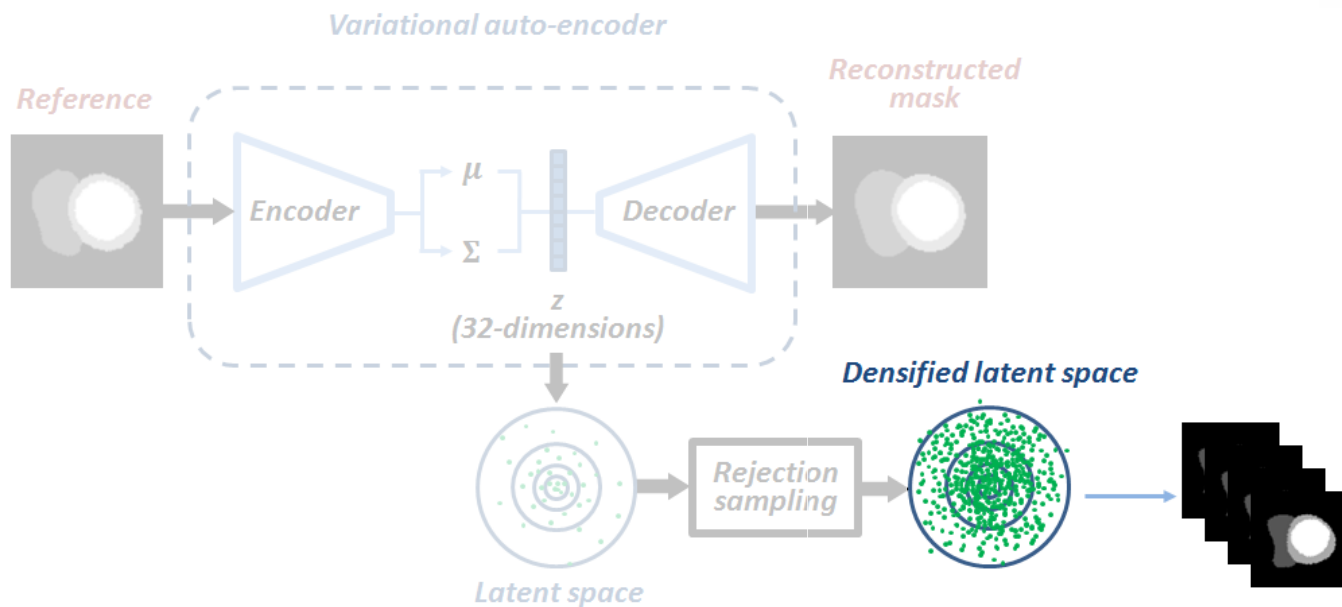 Variational auto-encoder
Reference
Reconstructed
mask
Encoder
μ
Σ
Decoder
z
(32-dimensions)
Densified latent space
Rejection
sampling
Latent space